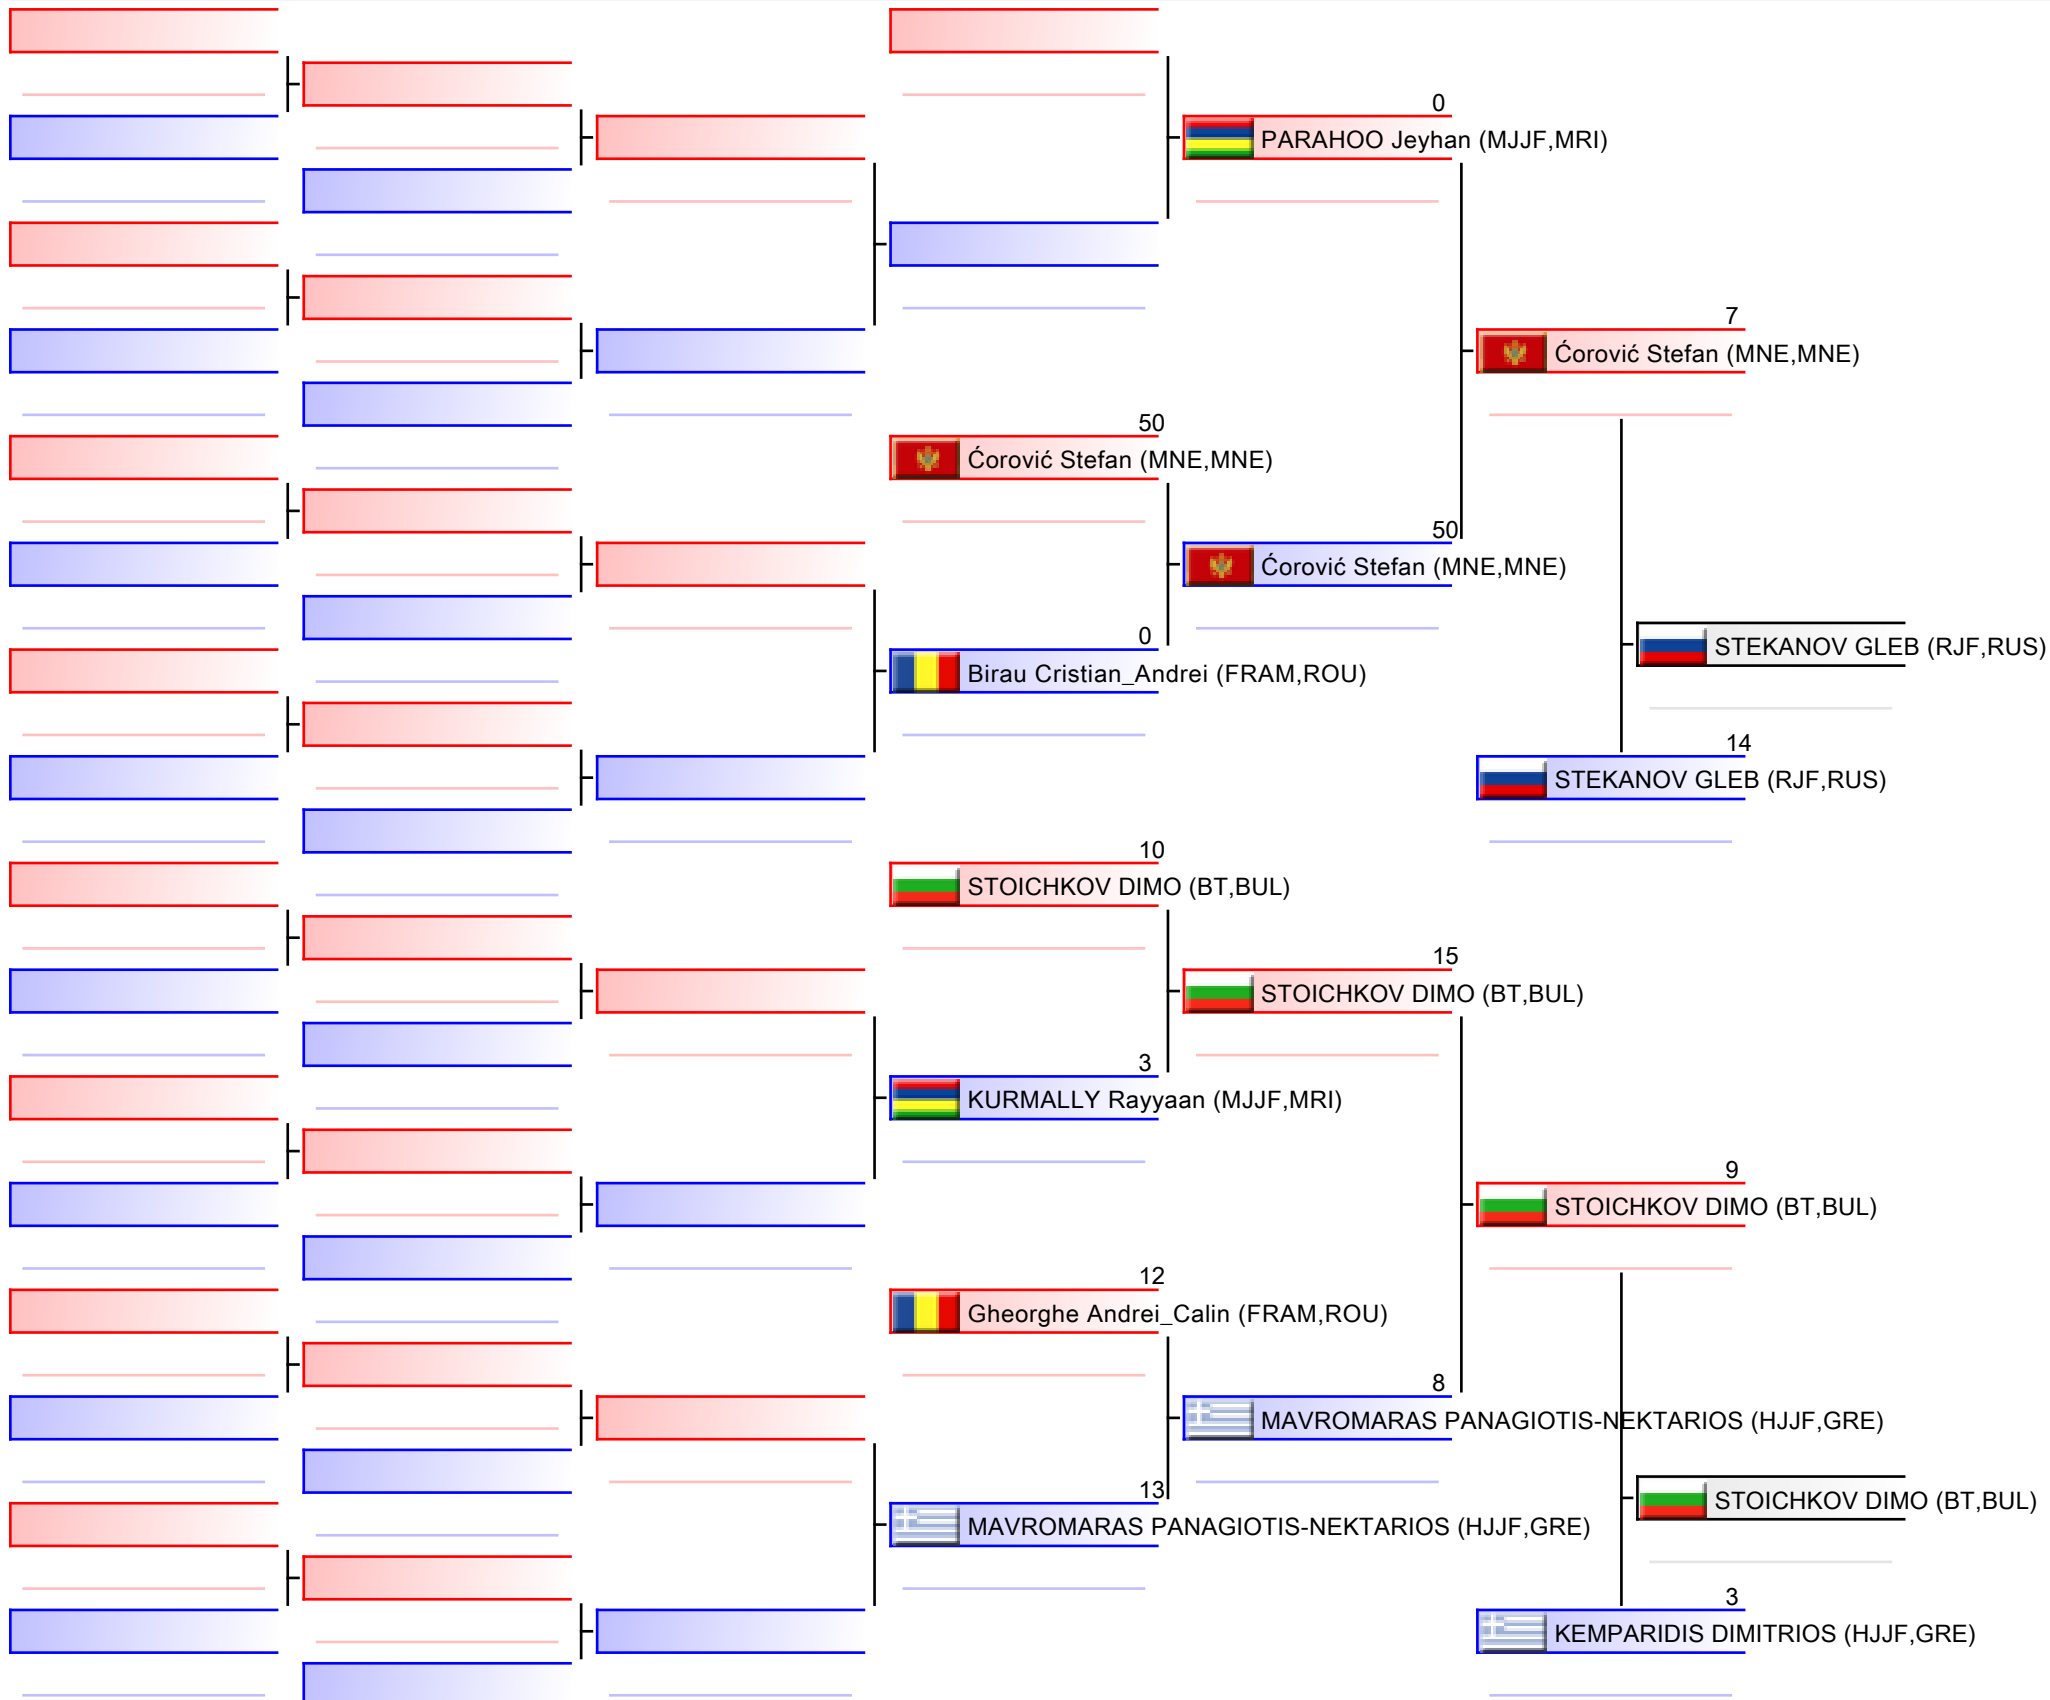 0
PARAHOO Jeyhan (MJJF,MRI)
7
Ćorović Stefan (MNE,MNE)
50
Ćorović Stefan (MNE,MNE)
50
Ćorović Stefan (MNE,MNE)
0
STEKANOV GLEB (RJF,RUS)
Birau Cristian_Andrei (FRAM,ROU)
14
STEKANOV GLEB (RJF,RUS)
10
STOICHKOV DIMO (BT,BUL)
15
STOICHKOV DIMO (BT,BUL)
3
KURMALLY Rayyaan (MJJF,MRI)
9
STOICHKOV DIMO (BT,BUL)
12
Gheorghe Andrei_Calin (FRAM,ROU)
8
MAVROMARAS PANAGIOTIS-NEKTARIOS (HJJF,GRE)
13
STOICHKOV DIMO (BT,BUL)
MAVROMARAS PANAGIOTIS-NEKTARIOS (HJJF,GRE)
3
KEMPARIDIS DIMITRIOS (HJJF,GRE)